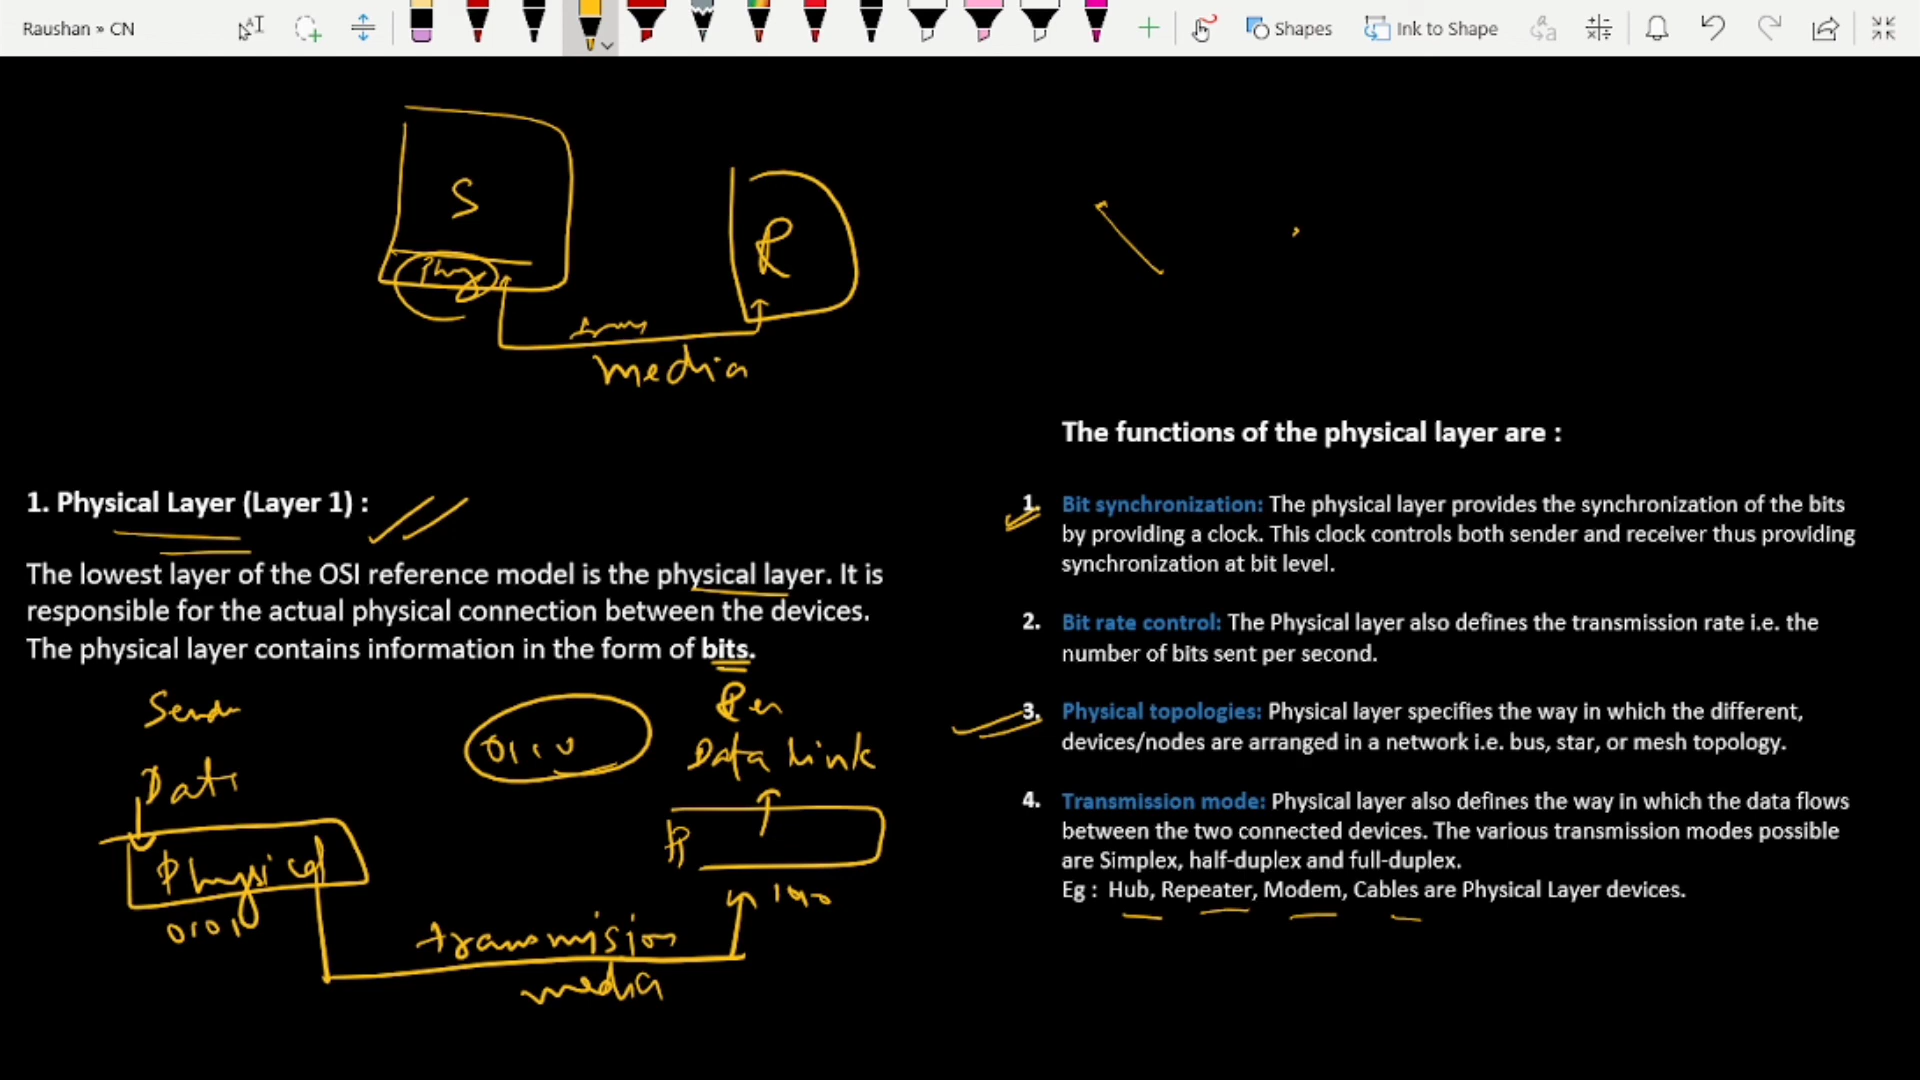 Raushan » CN
Shapes
Ink to Shape
S
Phy
R
media
The functions of the physical layer are :
1. Physical Layer (Layer 1) :
The lowest layer of the OSI reference model is the physical layer. It is
responsible for the actual physical connection between the devices.
The physical layer contains information in the form of bits.
Data
Physical
01010
transmision
media
Data Link
R
1. Bit synchronization: The physical layer provides the synchronization of the bits
by providing a clock. This clock controls both sender and receiver thus providing
synchronization at bit level.
2. Bit rate control: The Physical layer also defines the transmission rate i.e. the
number of bits sent per second.
3. Physical topologies: Physical layer specifies the way in which the different,
devices/nodes are arranged in a network i.e. bus, star, or mesh topology.
4. Transmission mode: Physical layer also defines the way in which the data flows
between the two connected devices. The various transmission modes possible
are Simplex, half-duplex and full-duplex.
Eg : Hub, Repeater, Modem, Cables are Physical Layer devices.